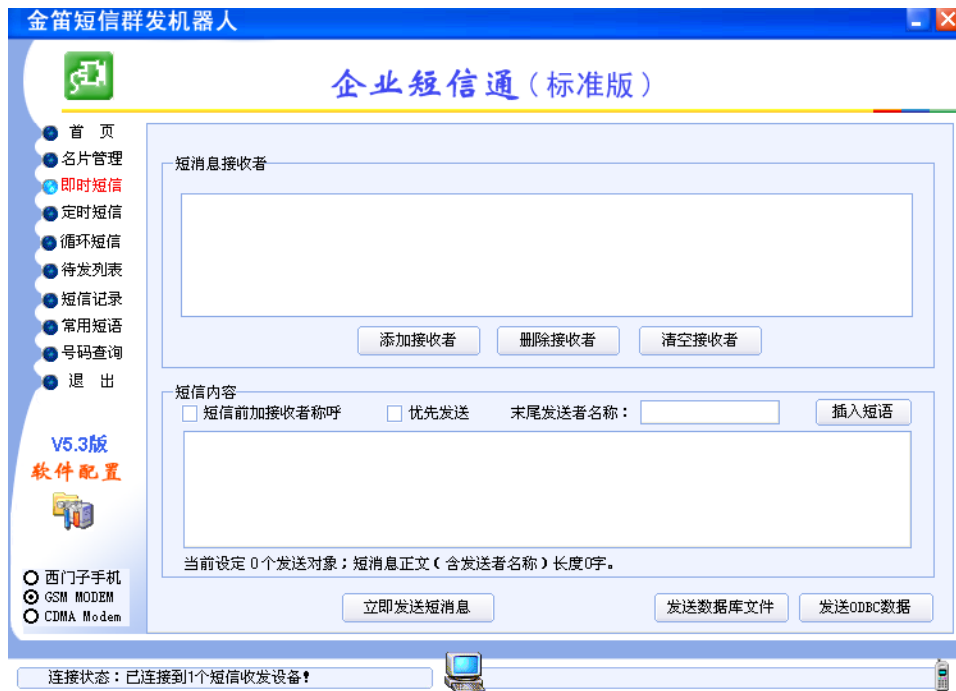 金笛短信群发机器人
企业短信通（标准版）
首 页
名片管理
即时短信
定时短信
循环短信
待发列表
短信记录
常用短语
号码查询
退 出
V5.3版
软件配置
西门子手机
GSM MODEM
CDMA Modem
短消息接收者
添加接收者 删除接收者 清空接收者
短信内容
短信前加接收者称呼 优先发送 末尾发送者名称： 插入短语
当前设定 0个发送对象；短消息正文（含发送者名称）长度0字。
立即发送短消息 发送数据库文件 发送ODBC数据
连接状态：已连接到1个短信收发设备！